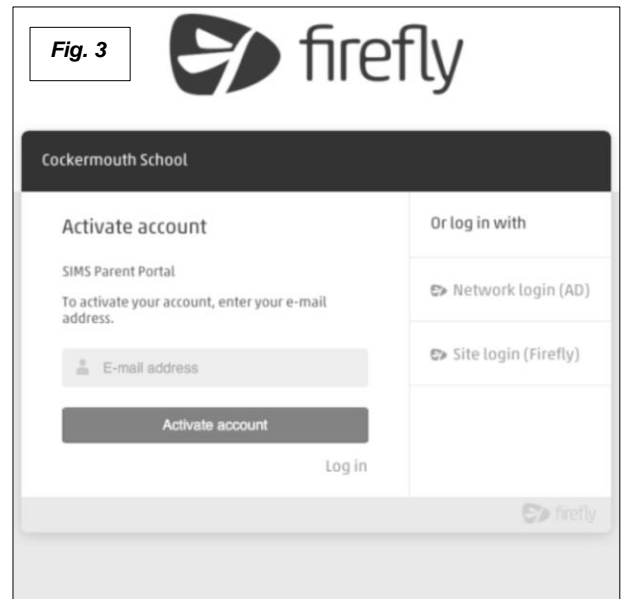 Fig. 3
firefly
Cockermouth School
Activate account
SIMS Parent Portal
To activate your account, enter your e-mail
address.
E-mail address
Activate account
Log in
Or log in with
Network login (AD)
Site login (Firefly)
firefly